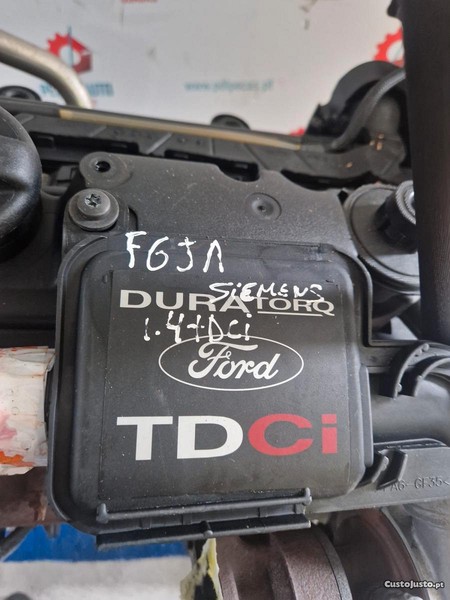 F6JA
SIEMENS
DURATORQ
1.4TDCI
Ford
TDCi
CustoJusto.pt